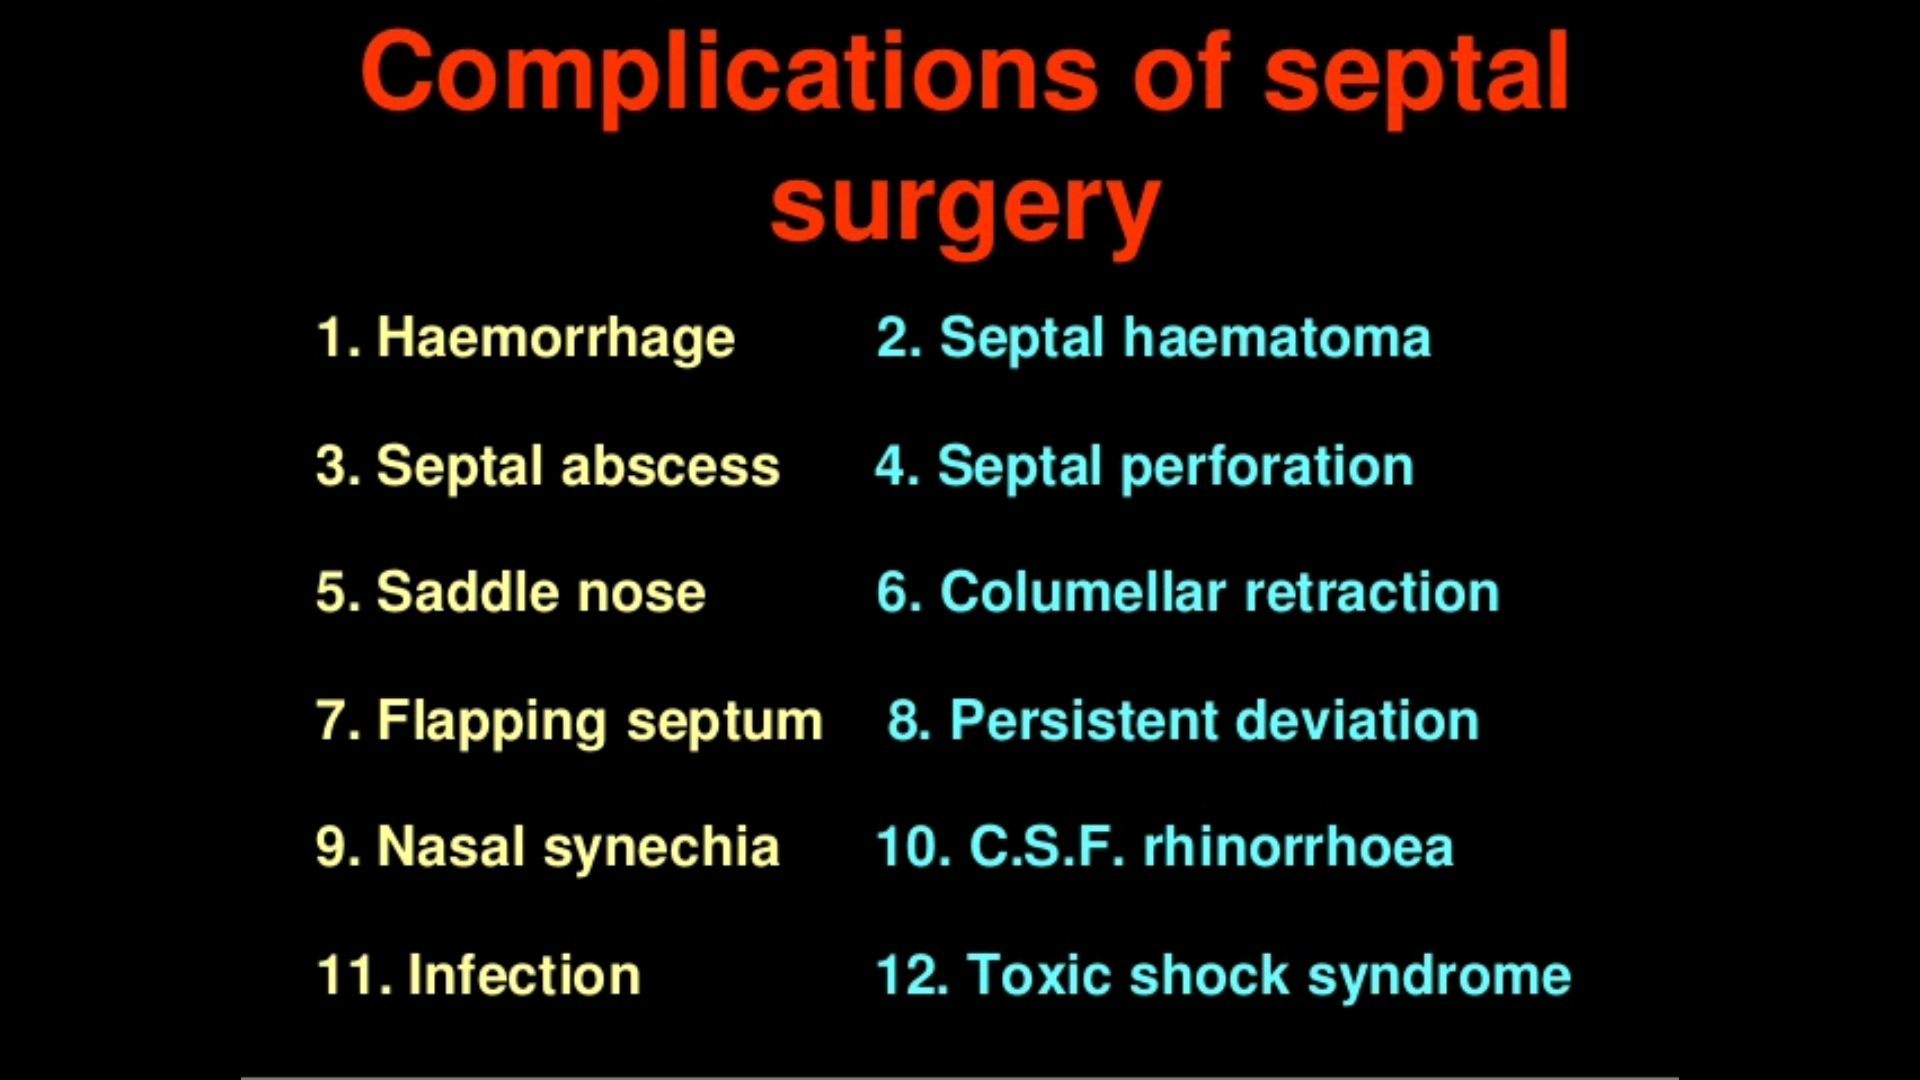 Complications of septal
surgery
1. Haemorrhage 2. Septal haematoma
3. Septal abscess 4. Septal perforation
5. Saddle nose 6. Columellar retraction
7. Flapping septum 8. Persistent deviation
9. Nasal synechia 10. C.S.F. rhinorrhoea
11. Infection 12. Toxic shock syndrome